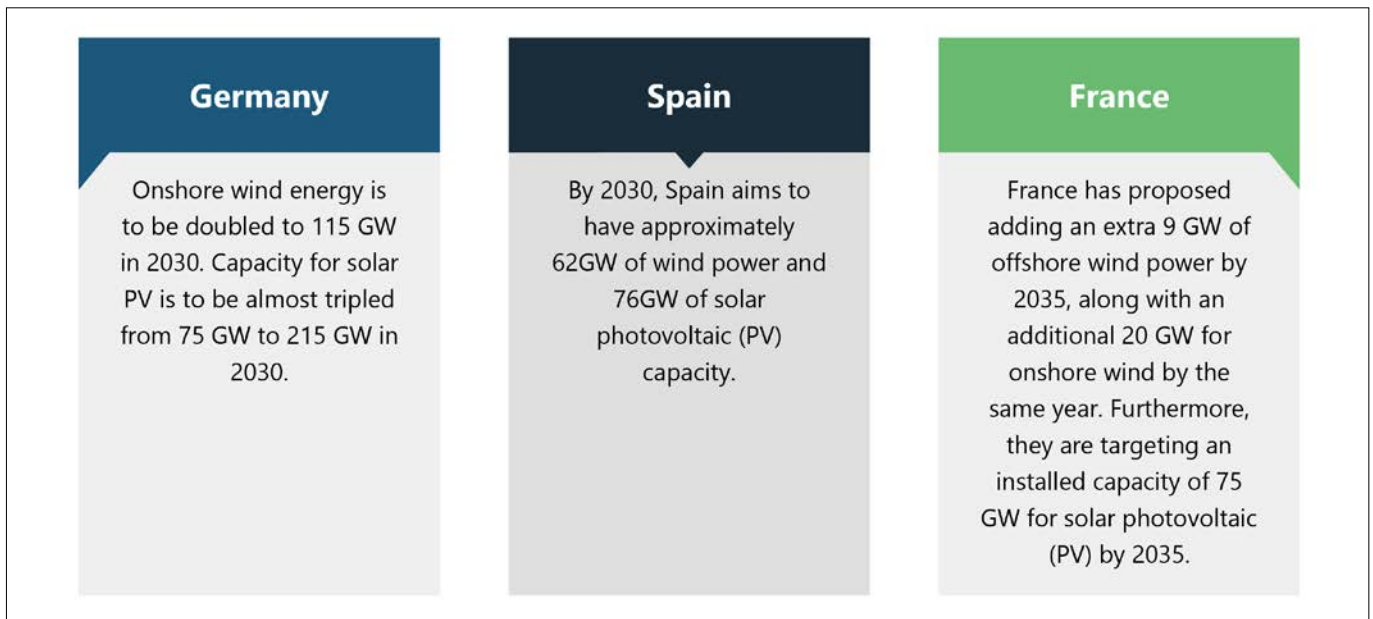 Germany
Onshore wind energy is
to be doubled to 115 GW
in 2030. Capacity for solar
PV is to be almost tripled
from 75 GW to 215 GW in
2030.
Spain
By 2030, Spain aims to
have approximately
62GW of wind power and
76GW of solar
photovoltaic (PV)
capacity.
France
France has proposed
adding an extra 9 GW of
offshore wind power by
2035, along with an
additional 20 GW for
onshore wind by the
same year. Furthermore,
they are targeting an
installed capacity of 75
GW for solar photovoltaic
(PV) by 2035.